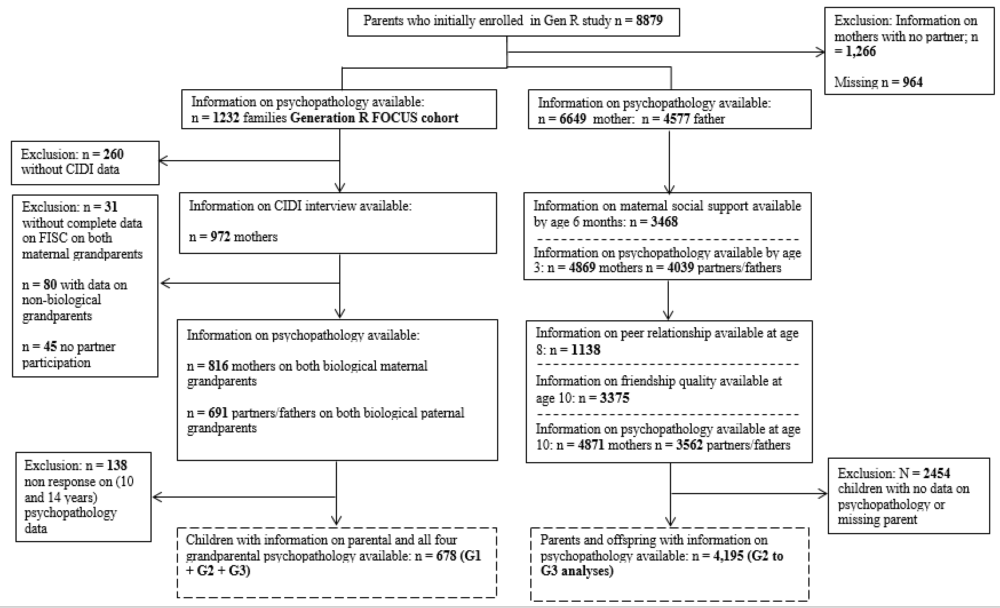 Parents who initially enrolled in Gen R study n = 8879
Exclusion: Information on
mothers with no partner; n
= 1,266
Missing n = 964
Information on psychopathology available:
n = 1232 families Generation R FOCUS cohort
Information on psychopathology available:
n = 6649 mother: n = 4577 father
Exclusion: n = 260
without CIDI data
Exclusion: n = 31
without complete data
on FISC on both
maternal grandparents
n = 80 with data on
non-biological
grandparents
n = 45 no partner
participation
Information on CIDI interview available:
n = 972 mothers
Information on maternal social support available
by age 6 months: n = 3468
Information on psychopathology available by age
3: n = 4869 mothers n = 4039 partners/fathers
Information on psychopathology available:
n = 816 mothers on both biological maternal
grandparents
n = 691 partners/fathers on both biological paternal
grandparents
Information on peer relationship available at age
8: n = 1138
Information on friendship quality available at
age 10: n = 3375
Information on psychopathology available at age
10: n = 4871 mothers n = 3562 partners/fathers
Exclusion: n = 138
non response on (10
and 14 years)
psychopathology
data
Exclusion: N = 2454
children with no data on
psychopathology or
missing parent
Children with information on parental and all four
grandparental psychopathology available: n = 678 (G1
+ G2 + G3)
Parents and offspring with information on
psychopathology available: n = 4,195 (G2 to
G3 analyses)